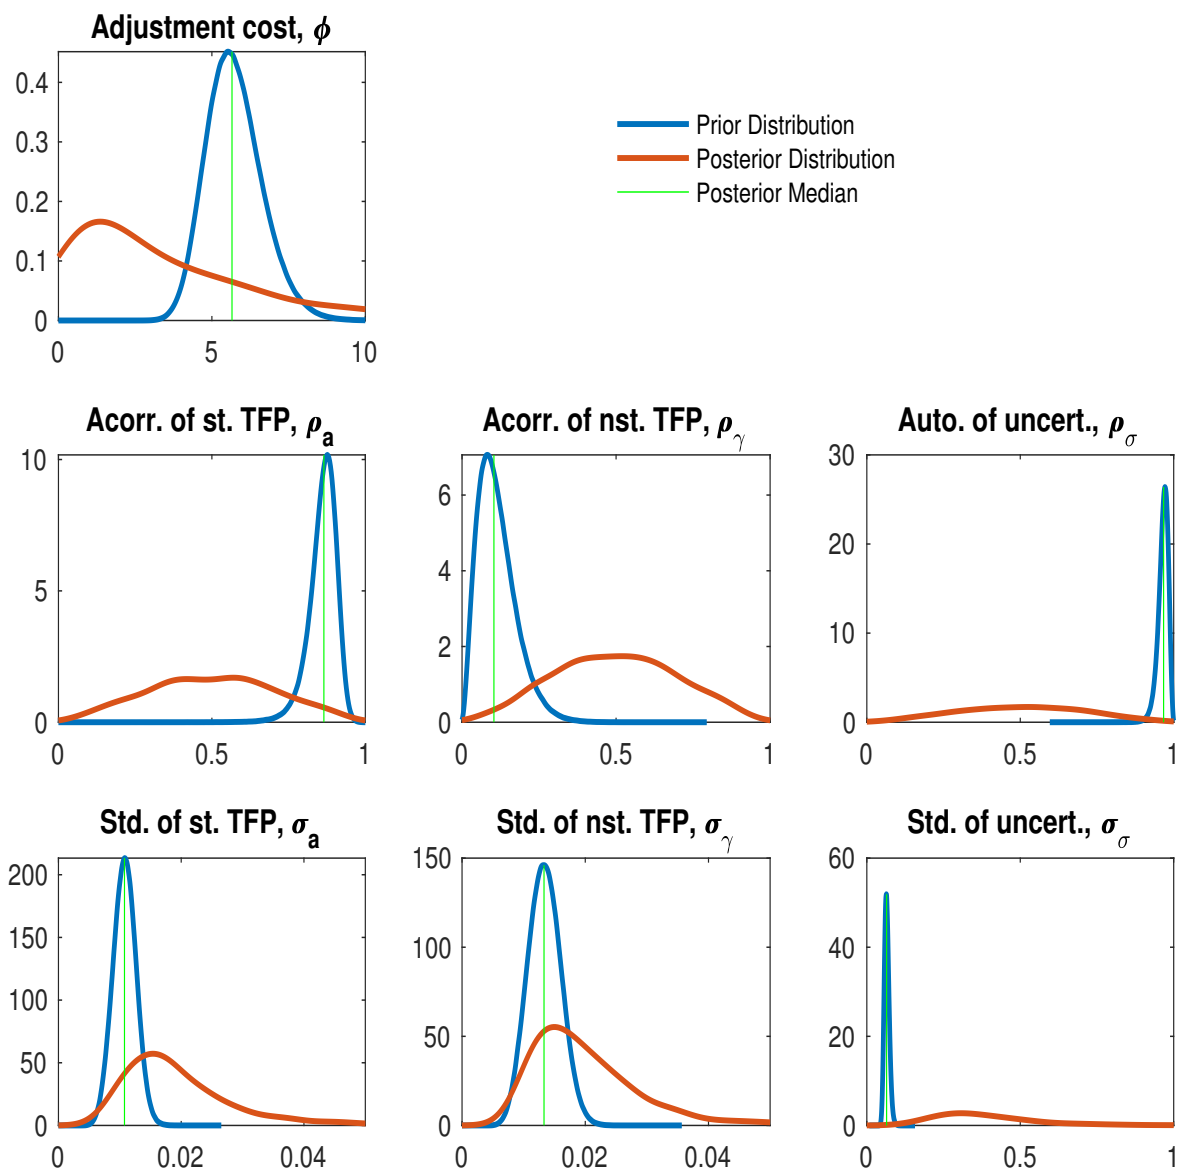 Adjustment cost, ϕ
0.4
0.3
0.2
0.1
0
0 5 10
Prior Distribution
Posterior Distribution
Posterior Median
Acorr. of st. TFP, ρa
10
5
0
0 0.5 1
Acorr. of nst. TFP, ργ
6
4
2
0
0 0.5 1
Auto. of uncert., ρσ
30
20
10
0
0 0.5 1
Std. of st. TFP, σa
200
150
100
50
0
0 0.02 0.04
Std. of nst. TFP, σγ
150
100
50
0
0 0.02 0.04
Std. of uncert., σσ
60
40
20
0
0 0.5 1